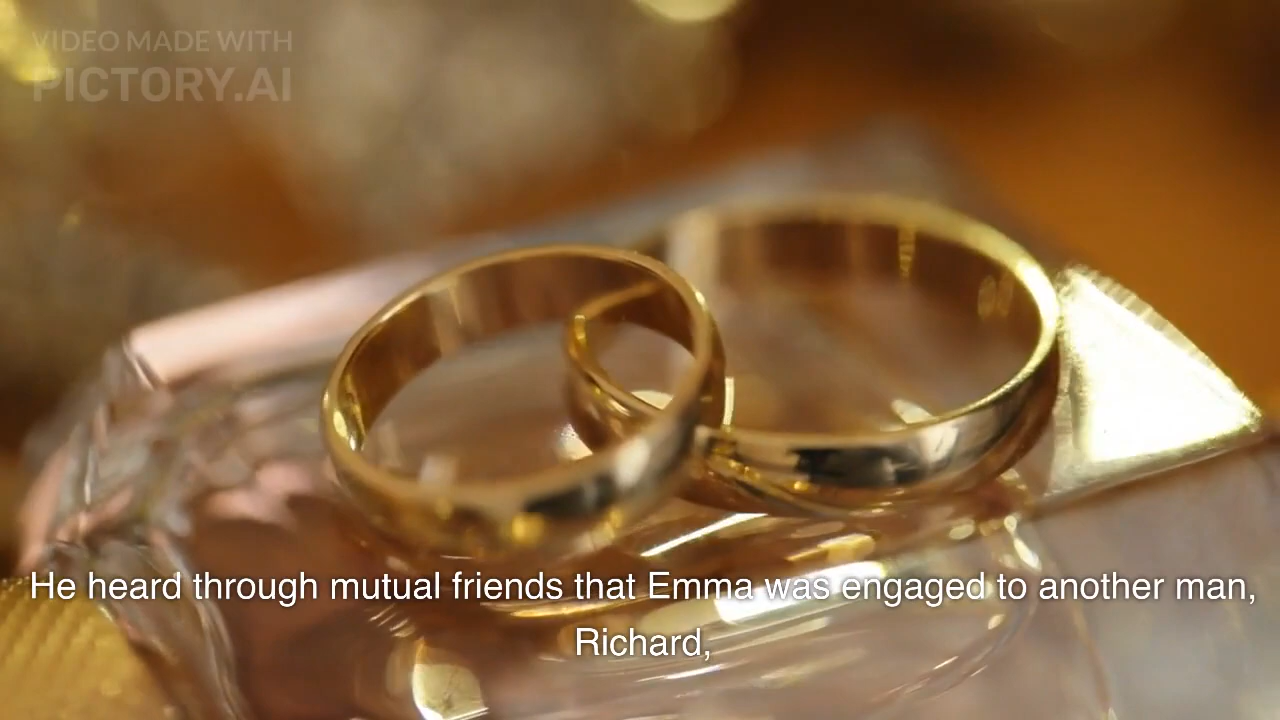 VIDEO MADE WITH
PICTORY.AI
He heard through mutual friends that Emma was engaged to another man,
Richard,